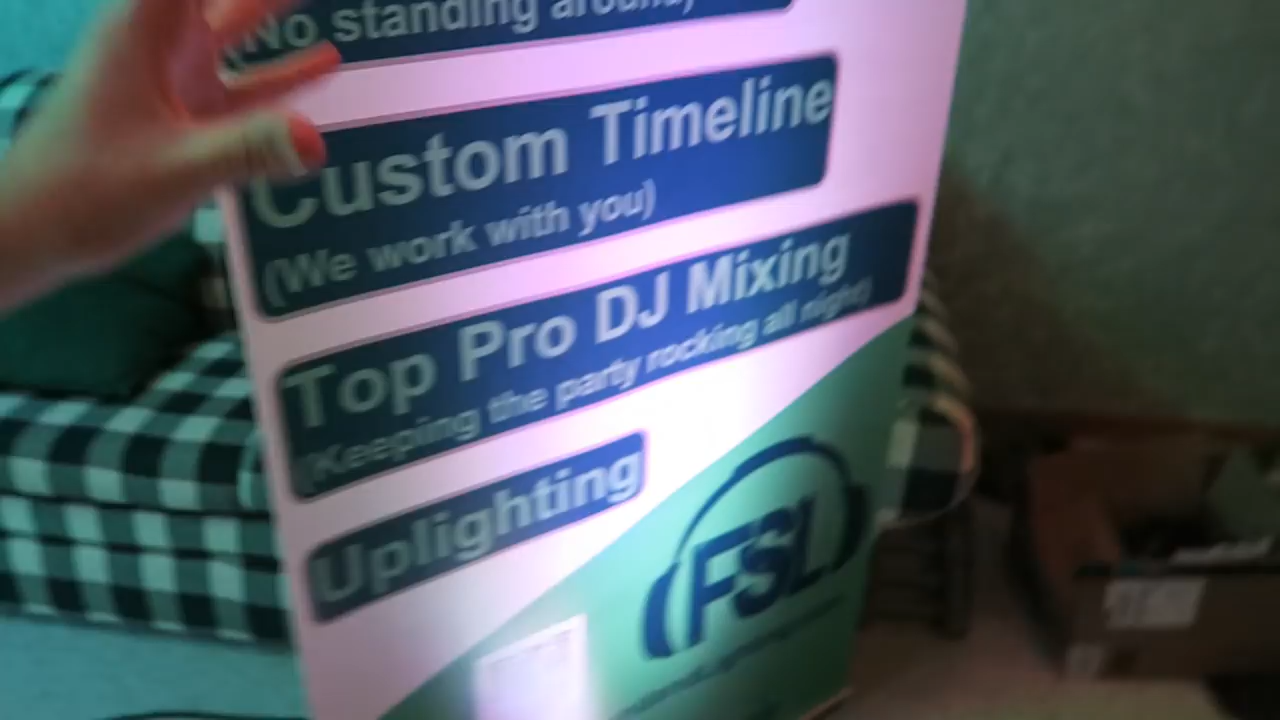 (No standing around)
Custom Timeline
(We work with you)
Top Pro DJ Mixing
(Keeping the party rocking all night)
Uplighting
FSL